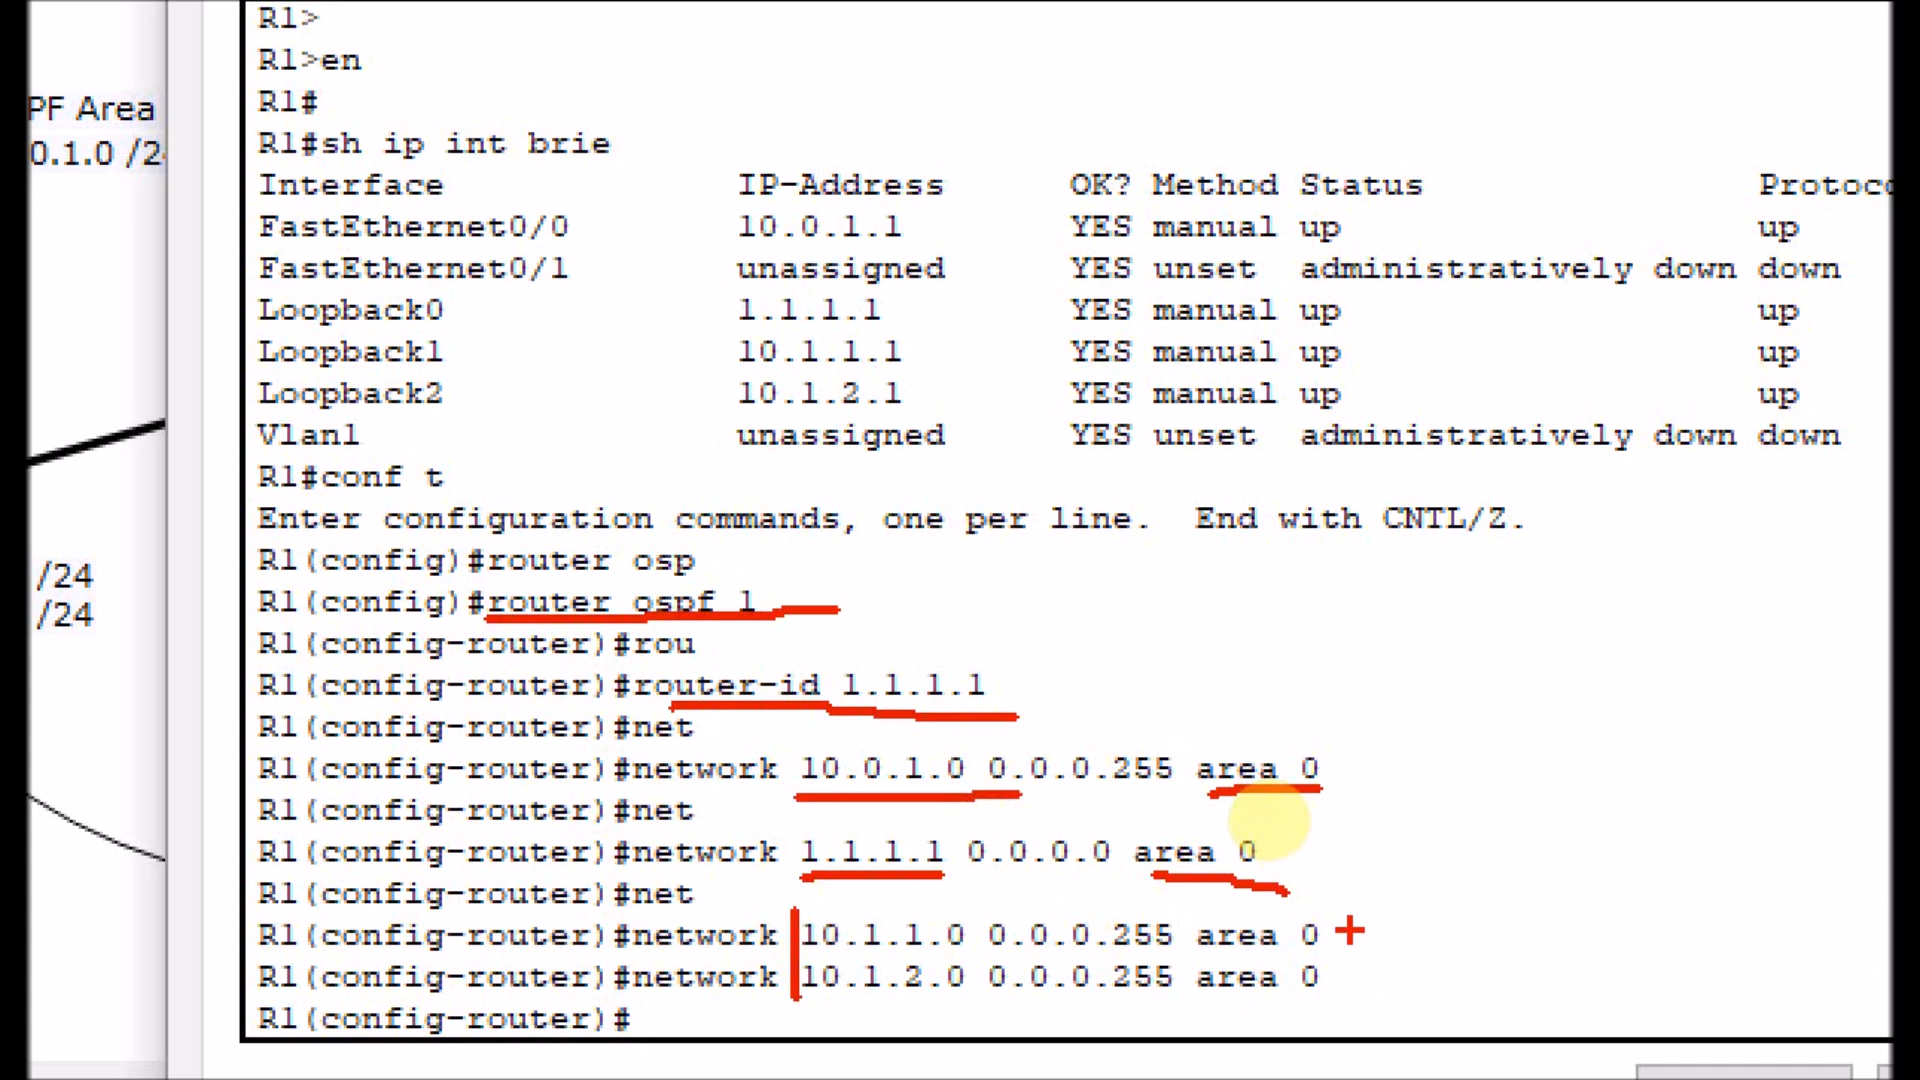 PF Area
0.1.0 /2
/24
/24
R1>
R1>en
R1#
R1#sh ip int brie
Interface IP-Address OK? Method Status Protoco
FastEthernet0/0 10.0.1.1 YES manual up up
FastEthernet0/1 unassigned YES unset administratively down down
Loopback0 1.1.1.1 YES manual up up
Loopback1 10.1.1.1 YES manual up up
Loopback2 10.1.2.1 YES manual up up
Vlan1 unassigned YES unset administratively down down
R1#conf t
Enter configuration commands, one per line. End with CNTL/Z.
R1(config)#router osp
R1(config)#router ospf 1
R1(config-router)#rou
R1(config-router)#router-id 1.1.1.1
R1(config-router)#net
R1(config-router)#network 10.0.1.0 0.0.0.255 area 0
R1(config-router)#net
R1(config-router)#network 1.1.1.1 0.0.0.0 area 0
R1(config-router)#net
R1(config-router)#network 10.1.1.0 0.0.0.255 area 0
R1(config-router)#network 10.1.2.0 0.0.0.255 area 0
R1(config-router)#